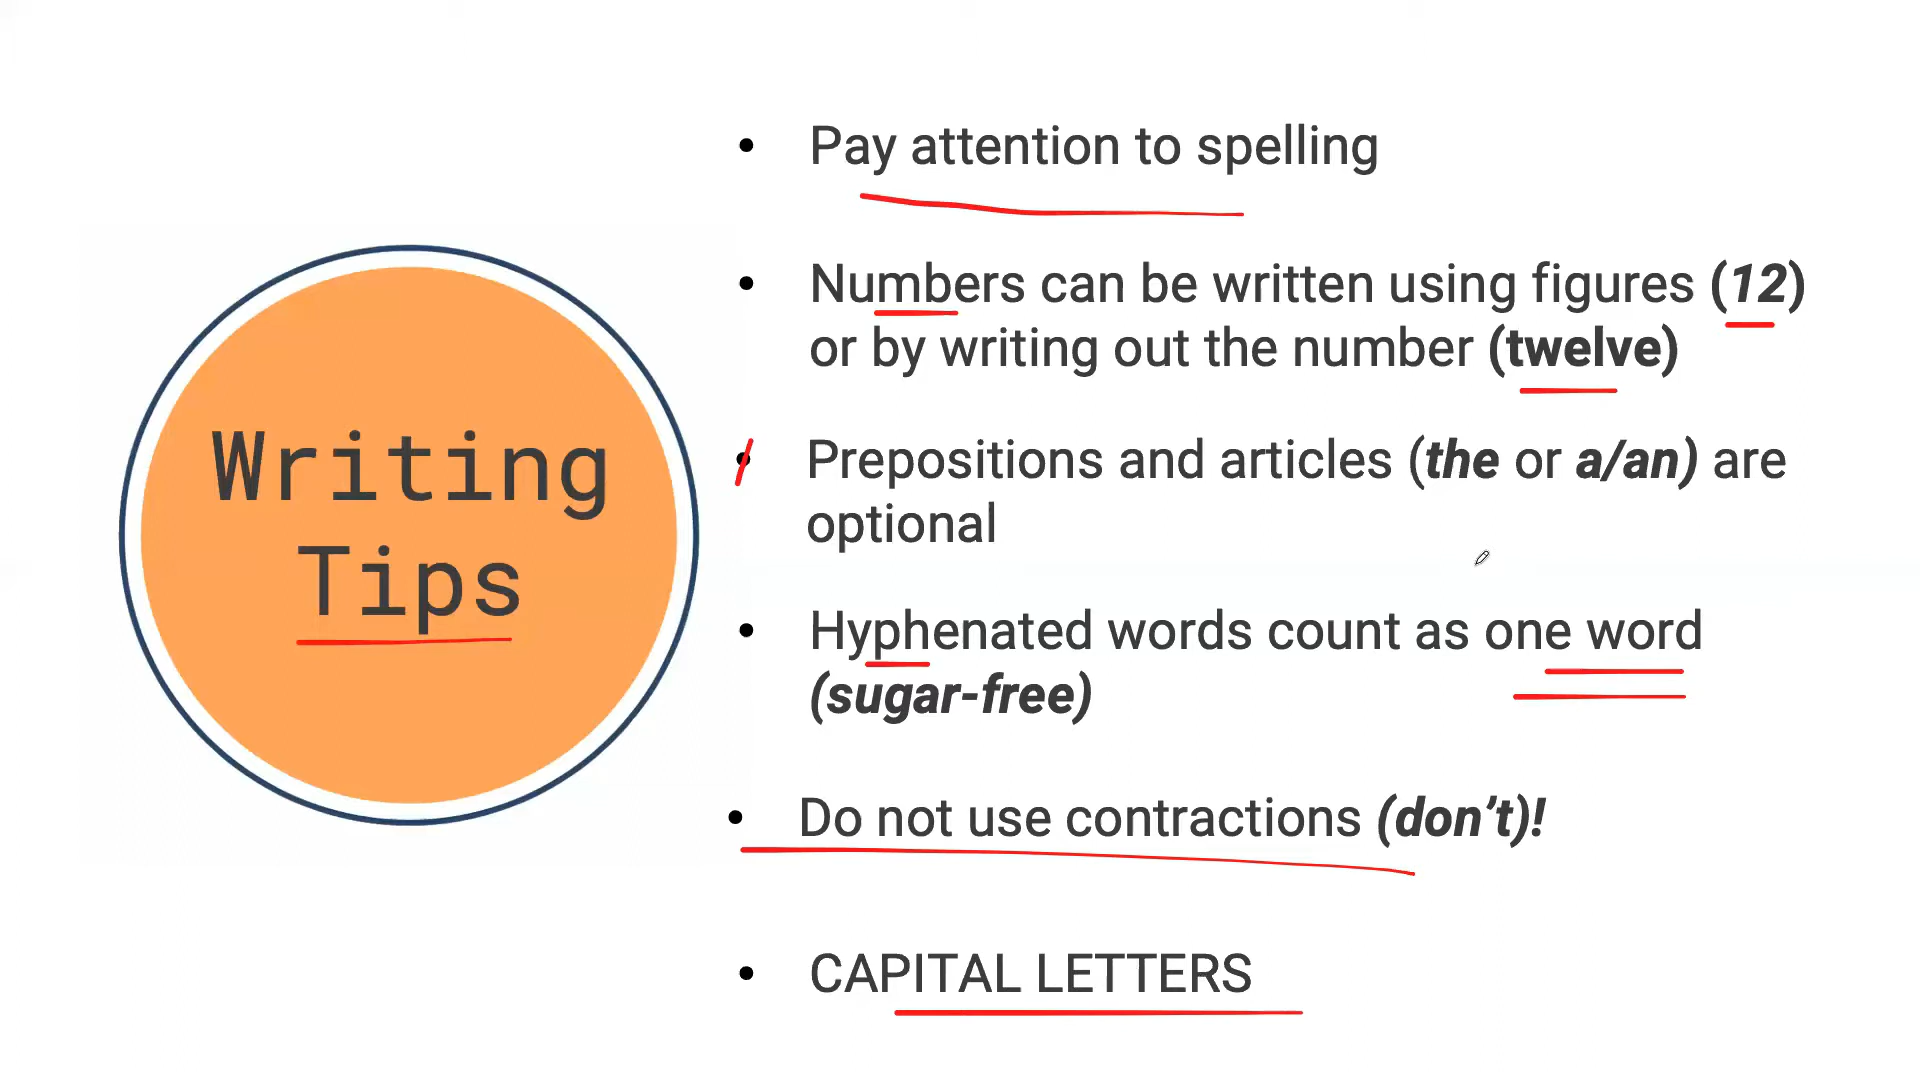 Writing
Tips
• Pay attention to spelling
• Numbers can be written using figures (12)
or by writing out the number (twelve)
• Prepositions and articles (the or a/an) are
optional
• Hyphenated words count as one word
(sugar-free)
• Do not use contractions (don’t)!
• CAPITAL LETTERS